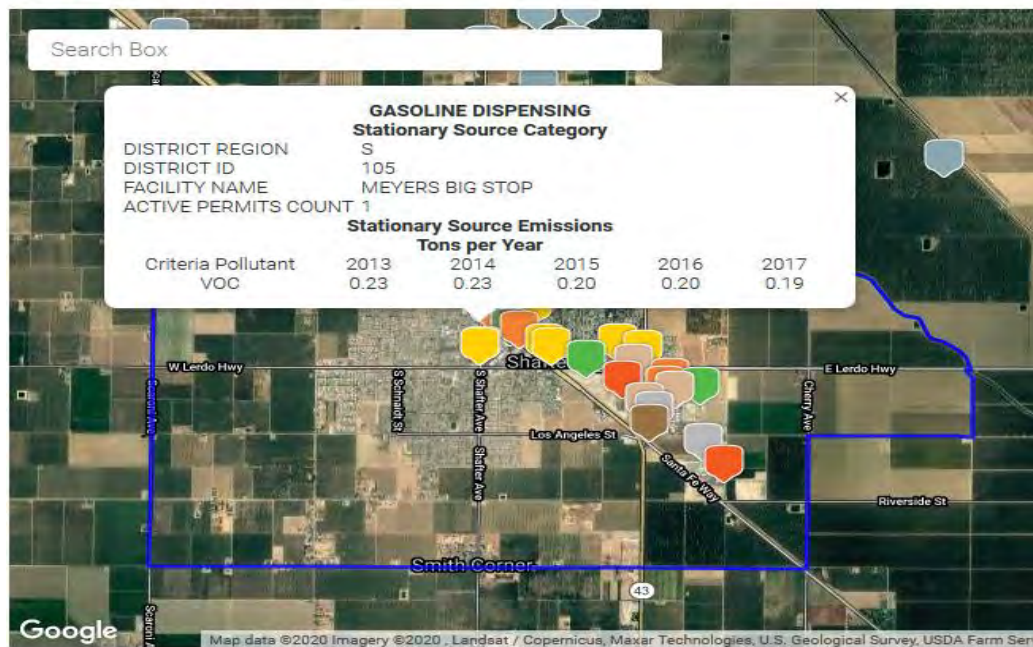 Search Box
×
GASOLINE DISPENSING
Stationary Source Category
DISTRICT REGION S
DISTRICT ID 105
FACILITY NAME MEYERS BIG STOP
ACTIVE PERMITS COUNT 1
Stationary Source Emissions
Tons per Year
Criteria Pollutant 2013 2014 2015 2016 2017
VOC 0.23 0.23 0.20 0.20 0.19
W Lerdo Hwy
E Lerdo Hwy
Scaroni Ave
S Schnaidt St
S Shafter Ave
Shafter Ave
Cherry Ave
Los Angeles St
Santa Fe Way
Riverside St
Smith Corner
43
Google
Map data ©2020 Imagery ©2020 , Landsat / Copernicus, Maxar Technologies, U.S. Geological Survey, USDA Farm Ser